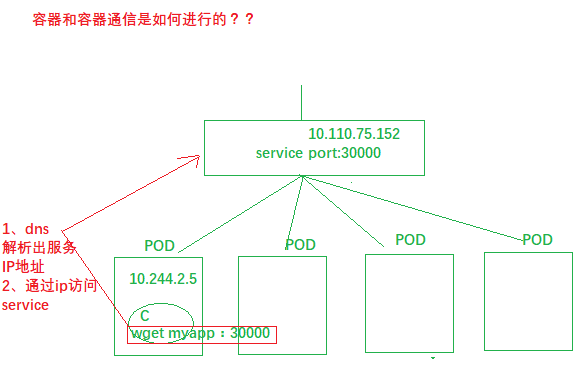 容器和容器通信是如何进行的？？
10.110.75.152
service port:30000
1、dns
解析出服务
IP地址
2、通过ip访问
service
POD
POD
POD
POD
10.244.2.5
C
wget myapp：30000